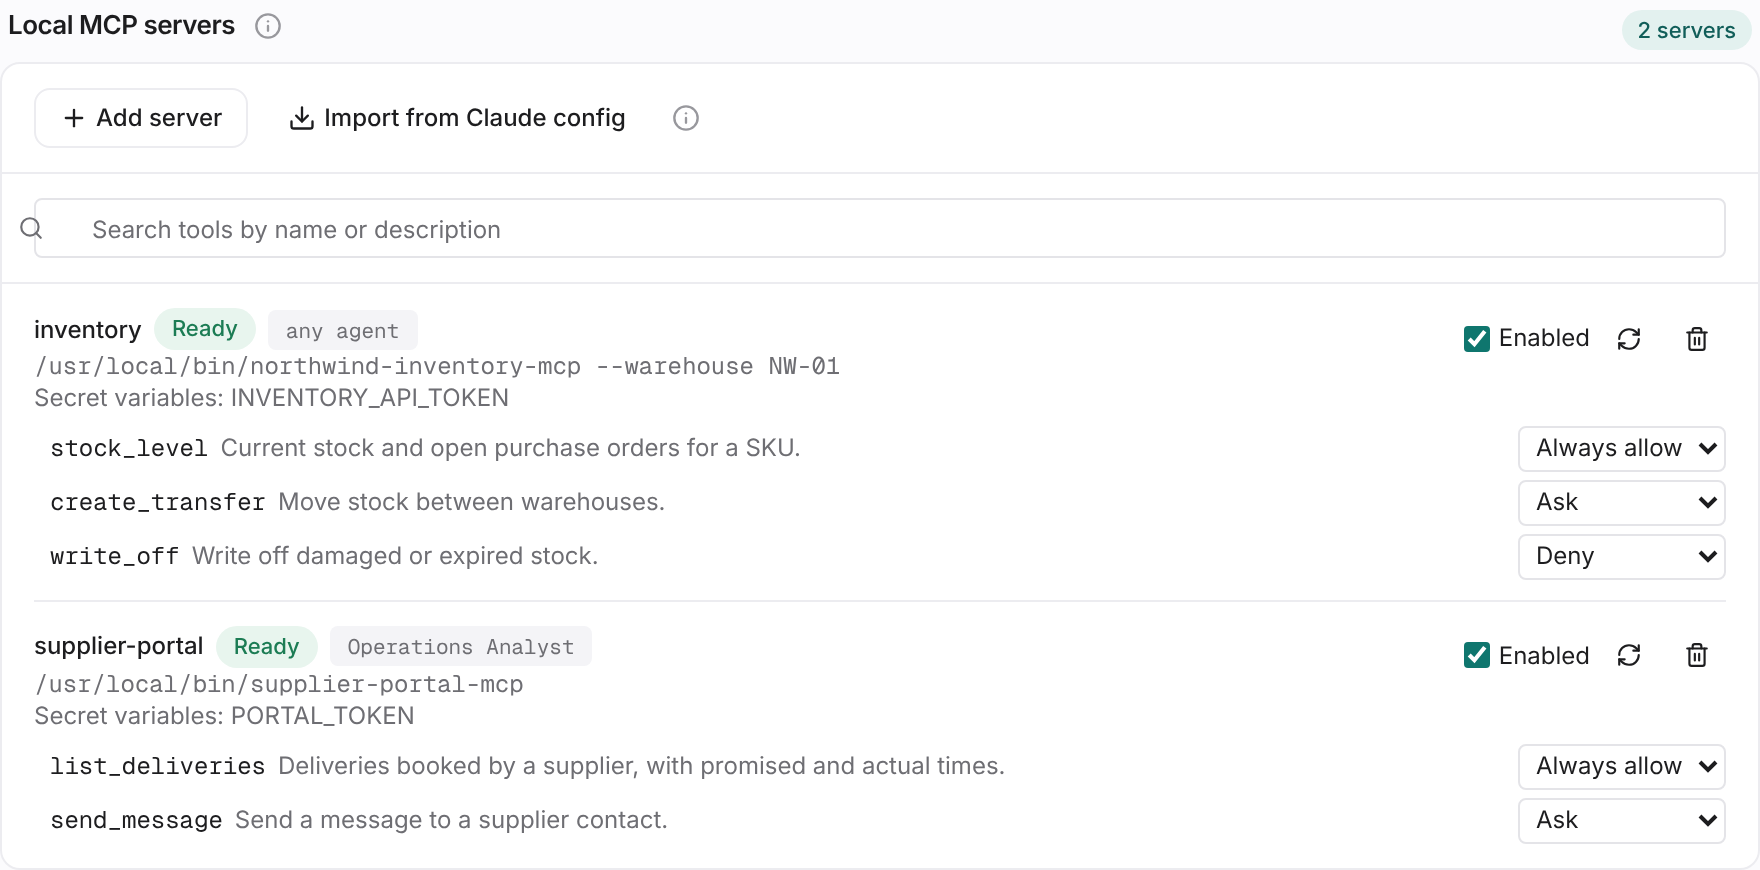 Local MCP servers
2 servers
Add server
Import from Claude config
Search tools by name or description
inventory Ready any agent
Enabled
/usr/local/bin/northwind-inventory-mcp --warehouse NW-01
Secret variables: INVENTORY_API_TOKEN
stock_level Current stock and open purchase orders for a SKU.
Always allow
create_transfer Move stock between warehouses.
Ask
write_off Write off damaged or expired stock.
Deny
supplier-portal Ready Operations Analyst
Enabled
/usr/local/bin/supplier-portal-mcp
Secret variables: PORTAL_TOKEN
list_deliveries Deliveries booked by a supplier, with promised and actual times.
Always allow
send_message Send a message to a supplier contact.
Ask